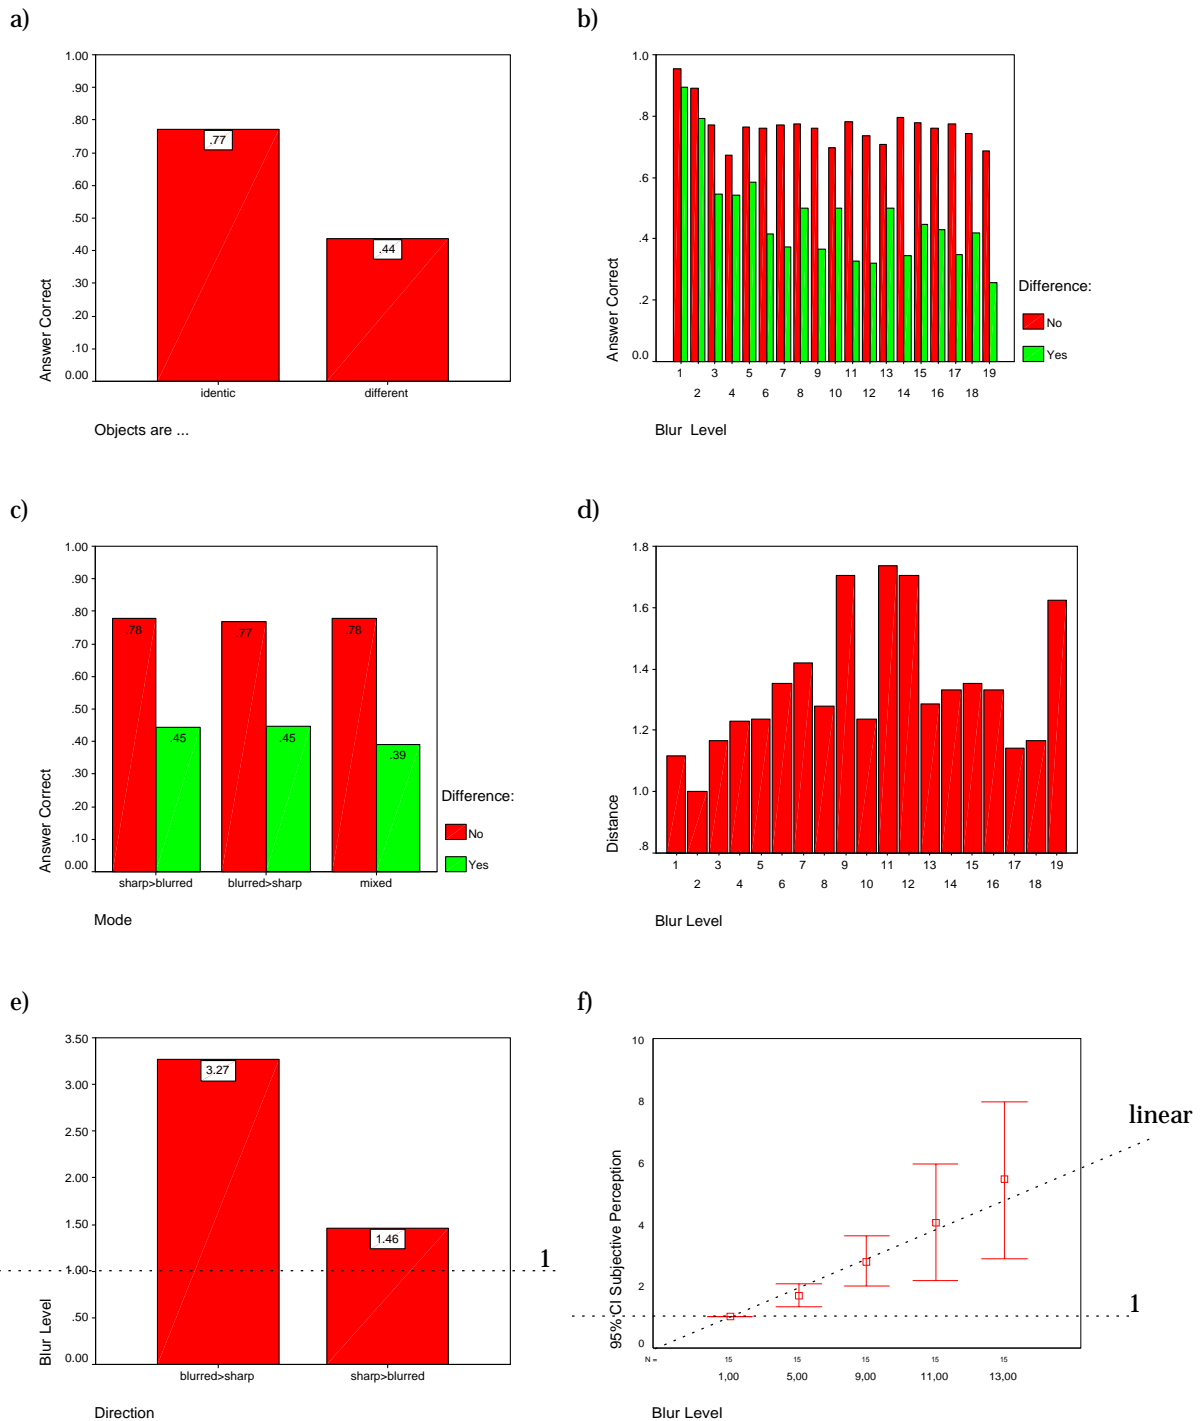 a)
1.00
.90
.80
.70
.60
.50
.40
.30
.20
.10
0.00
Answer Correct
.77
.44
identic different
Objects are ...
b)
1.0
.8
.6
.4
.2
0.0
Answer Correct
1 3 5 7 9 11 13 15 17 19
2 4 6 8 10 12 14 16 18
Blur Level
Difference:
No
Yes
c)
1.00
.90
.80
.70
.60
.50
.40
.30
.20
.10
0.00
Answer Correct
.78 .77 .78
.45 .45 .39
sharp>blurred blurred>sharp mixed
Mode
Difference:
No
Yes
d)
1.8
1.6
1.4
1.2
1.0
.8
Distance
1 3 5 7 9 11 13 15 17 19
2 4 6 8 10 12 14 16 18
Blur Level
e)
3.50
3.00
2.50
2.00
1.50
1.00
.50
0.00
Blur Level
3.27
1.46
1
blurred>sharp sharp>blurred
Direction
f)
10
8
6
4
2
0
95% CI Subjective Perception
linear
1
N = 15 15 15 15 15
1,00 5,00 9,00 11,00 13,00
Blur Level